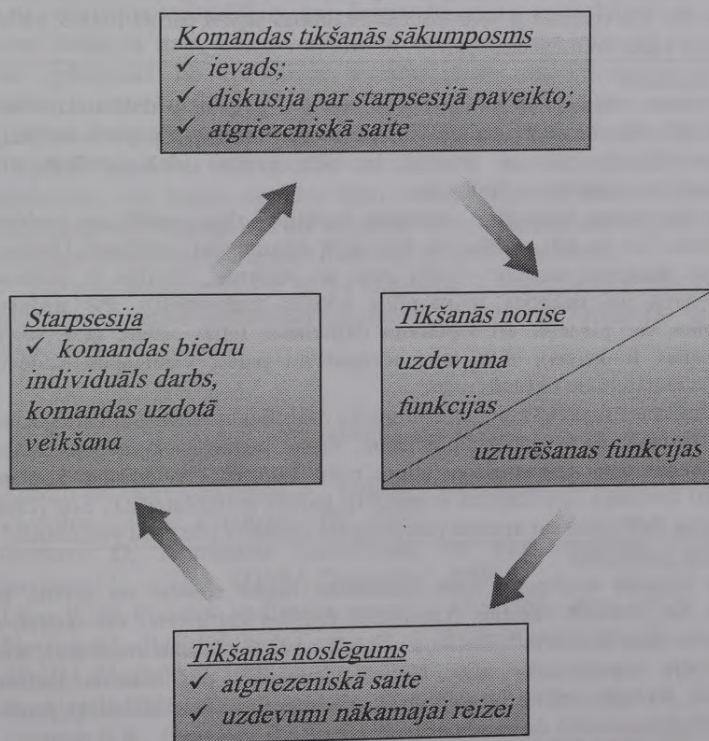 Komandas tikšanās sākumposms
✓ ievads;
✓ diskusija par starpsesijā paveikto;
✓ atgriezeniskā saite
Starpsesija
✓ komandas biedru
individuāls darbs,
komandas uzdotā
veikšana
Tikšanās norise
uzdevuma
funkcijas
uzturēšanas funkcijas
Tikšanās noslēgums
✓ atgriezeniskā saite
✓ uzdevumi nākamajai reizei